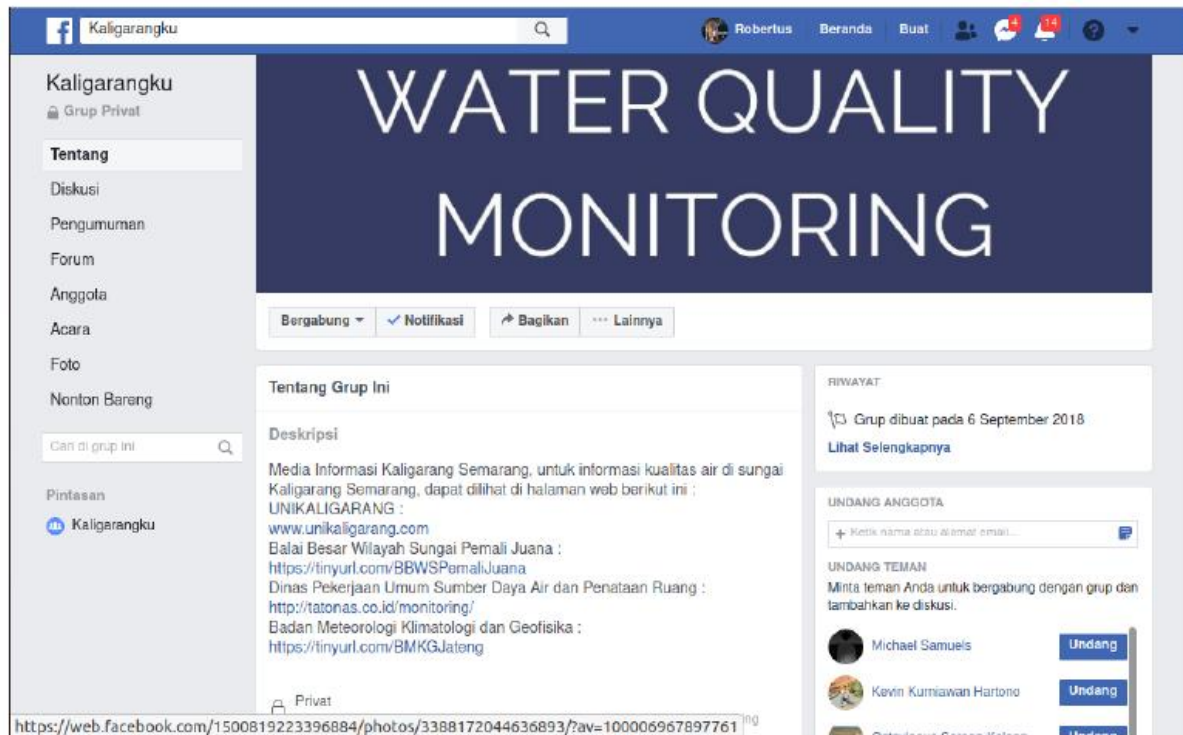 Kaligarangku
Robertus
Beranda
Buat
4
14
Kaligarangku
Grup Privat
Tentang
Diskusi
Pengumuman
Forum
Anggota
Acara
Foto
Nonton Bareng
Cari di grup ini
Pintasan
Kaligarangku
WATER QUALITY
MONITORING
Bergabung
Notifikasi
Bagikan
Lainnya
Tentang Grup Ini
Deskripsi
Media Informasi Kaligarang Semarang, untuk informasi kualitas air di sungai
Kaligarang Semarang, dapat dilihat di halaman web berikut ini :
UNIKALIGARANG :
www.unikaligarang.com
Balai Besar Wilayah Sungai Pemali Juana :
https://tinyurl.com/BBWSPemaliJuana
Dinas Pekerjaan Umum Sumber Daya Air dan Penataan Ruang :
http://tatonas.co.id/monitoring/
Badan Meteorologi Klimatologi dan Geofisika :
https://tinyurl.com/BMKGJateng
Privat
RIWAYAT
Grup dibuat pada 6 September 2018
Lihat Selengkapnya
UNDANG ANGGOTA
+ Ketik nama atau alamat email...
UNDANG TEMAN
Minta teman Anda untuk bergabung dengan grup dan
tambahkan ke diskusi.
Michael Samuels
Undang
Kevin Kurniawan Hartono
Undang
Undang
https://web.facebook.com/1500819223396884/photos/3388172044636893/?av=100006967897761